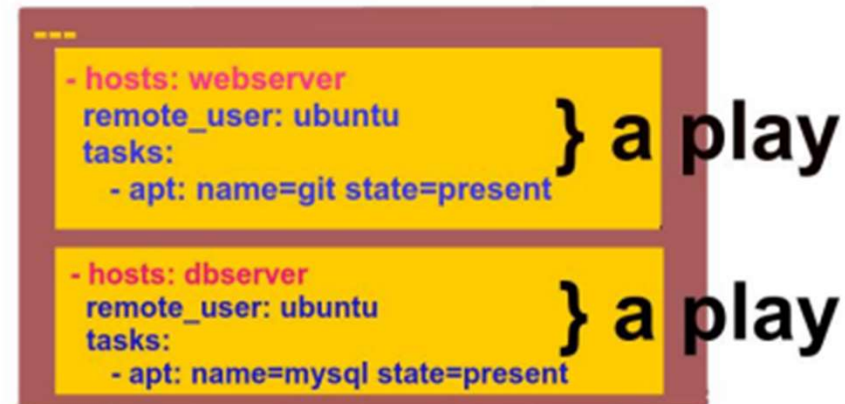 ---
- hosts: webserver
remote_user: ubuntu
tasks:
- apt: name=git state=present
} a play
- hosts: dbserver
remote_user: ubuntu
tasks:
- apt: name=mysql state=present
} a play